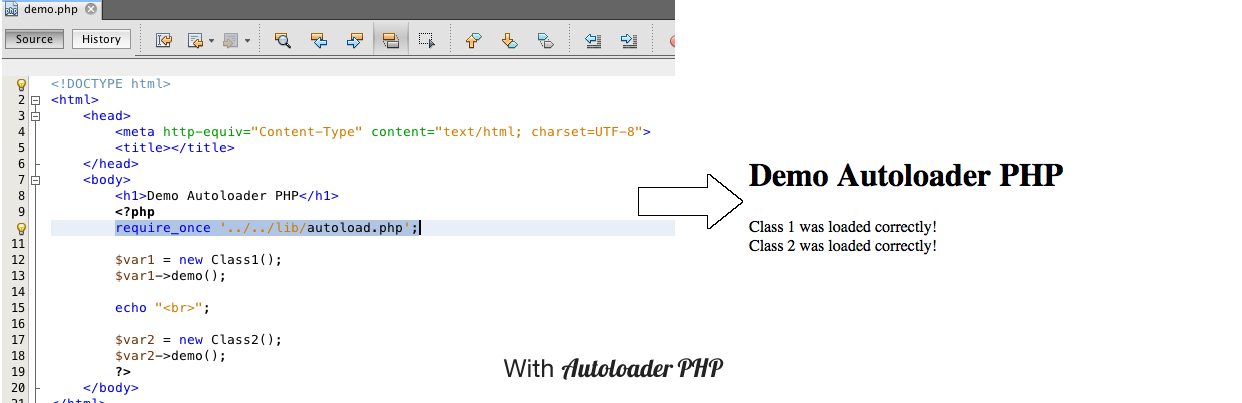 demo.php
Source History
<!DOCTYPE html>
2 <html>
3 <head>
4 <meta http-equiv="Content-Type" content="text/html; charset=UTF-8">
5 <title></title>
6 </head>
7 <body>
8 <h1>Demo Autoloader PHP</h1>
9 <?php
require_once '../../lib/autoload.php';
11
12 $var1 = new Class1();
13 $var1->demo();
14
15 echo "<br>";
16
17 $var2 = new Class2();
18 $var2->demo();
19 ?>
20 </body>
21 </html>
Demo Autoloader PHP
Class 1 was loaded correctly!
Class 2 was loaded correctly!
With Autoloader PHP